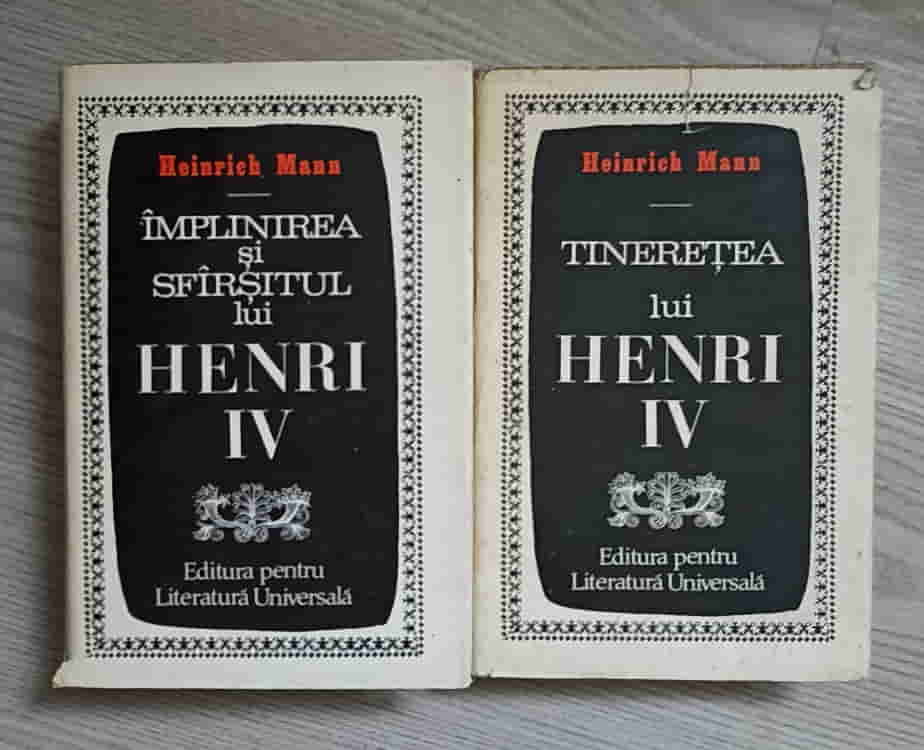 Heinrich Mann
ÎMPLINIREA
și
SFÎRȘITUL
lui
HENRI
IV
Editura pentru
Literatură Universală
Heinrich Mann
TINEREȚEA
lui
HENRI
IV
Editura pentru
Literatură Universală